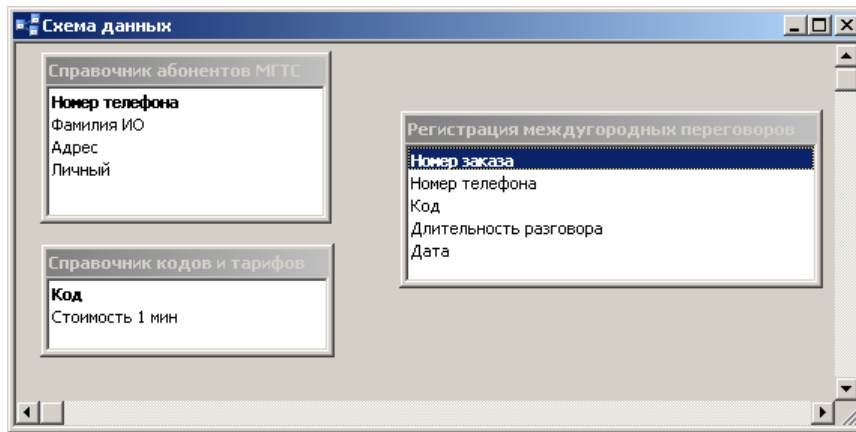 Схема данных
Справочник абонентов МГТС
Номер телефона
Фамилия ИО
Адрес
Личный
Справочник кодов и тарифов
Код
Стоимость 1 мин
Регистрация междугородных переговоров
Номер заказа
Номер телефона
Код
Длительность разговора
Дата